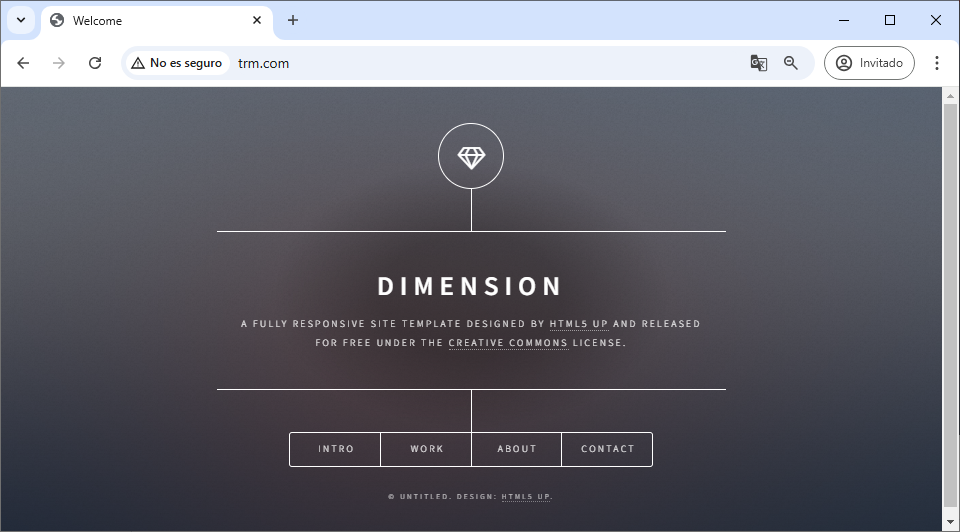 Welcome
No es seguro trm.com Invitado
DIMENSION
A FULLY RESPONSIVE SITE TEMPLATE DESIGNED BY HTML5 UP AND RELEASED
FOR FREE UNDER THE CREATIVE COMMONS LICENSE.
INTRO WORK ABOUT CONTACT
© UNTITLED. DESIGN: HTML5 UP.